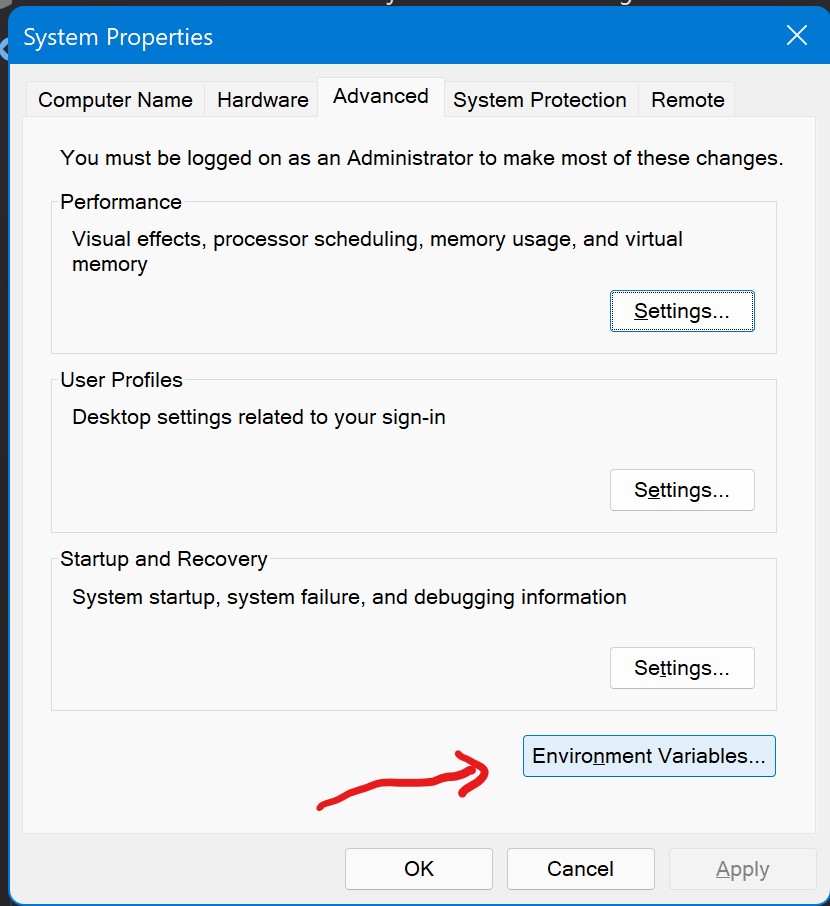 System Properties
Computer Name Hardware Advanced System Protection Remote
You must be logged on as an Administrator to make most of these changes.
Performance
Visual effects, processor scheduling, memory usage, and virtual
memory
Settings...
User Profiles
Desktop settings related to your sign-in
Settings...
Startup and Recovery
System startup, system failure, and debugging information
Settings...
Environment Variables...
OK Cancel Apply